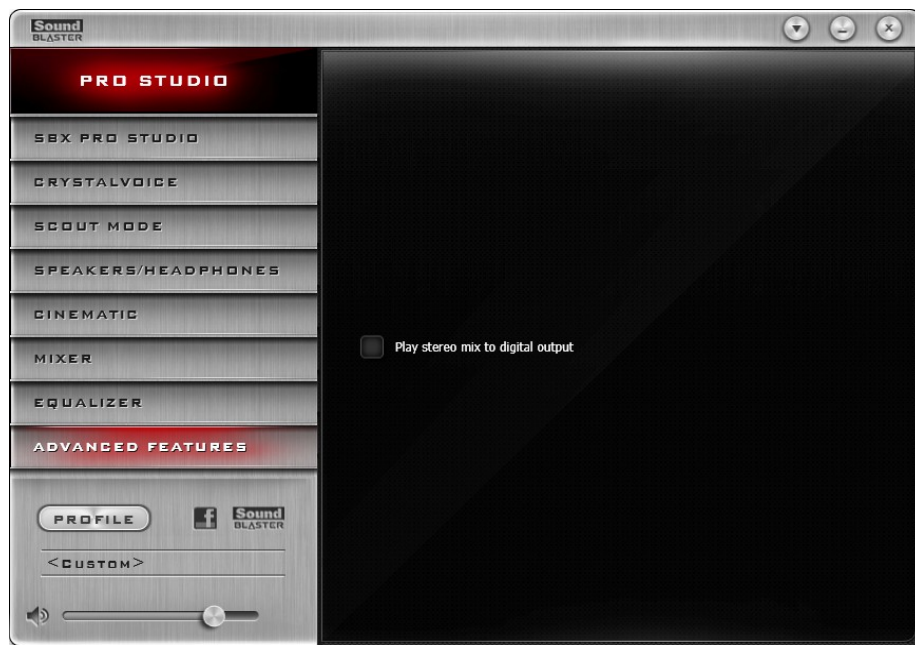 Sound
BLASTER
PRO STUDIO
SBX PRO STUDIO
CRYSTALVOICE
SCOUT MODE
SPEAKERS/HEADPHONES
CINEMATIC
MIXER
EQUALIZER
ADVANCED FEATURES
Play stereo mix to digital output
PROFILE
f
Sound
BLASTER
<CUSTOM>